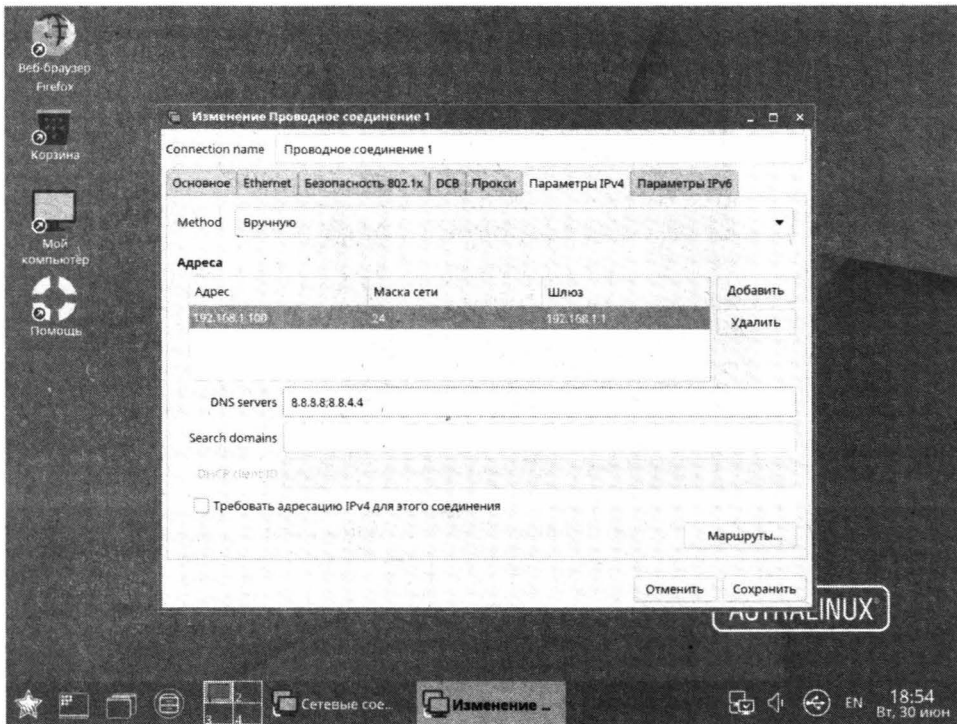 Веб-браузер
Firefox
Корзина
Мой
компьютер
Помощь
Изменение Проводное соединение 1
Connection name Проводное соединение 1
Основное Ethernet Безопасность 802.1x DCB Прокси Параметры IPv4 Параметры IPv6
Method Вручную
Адреса
Адрес Маска сети Шлюз
Добавить
192.168.1.100 24 192.168.1.1
Удалить
DNS servers 8.8.8.8;8.8.4.4
Search domains
DHCP client ID
Требовать адресацию IPv4 для этого соединения
Маршруты...
Отменить Сохранить
ASTRALINUX
2
3 4
Сетевые сое..
Изменение ..
EN
18:54
Вт, 30 июн